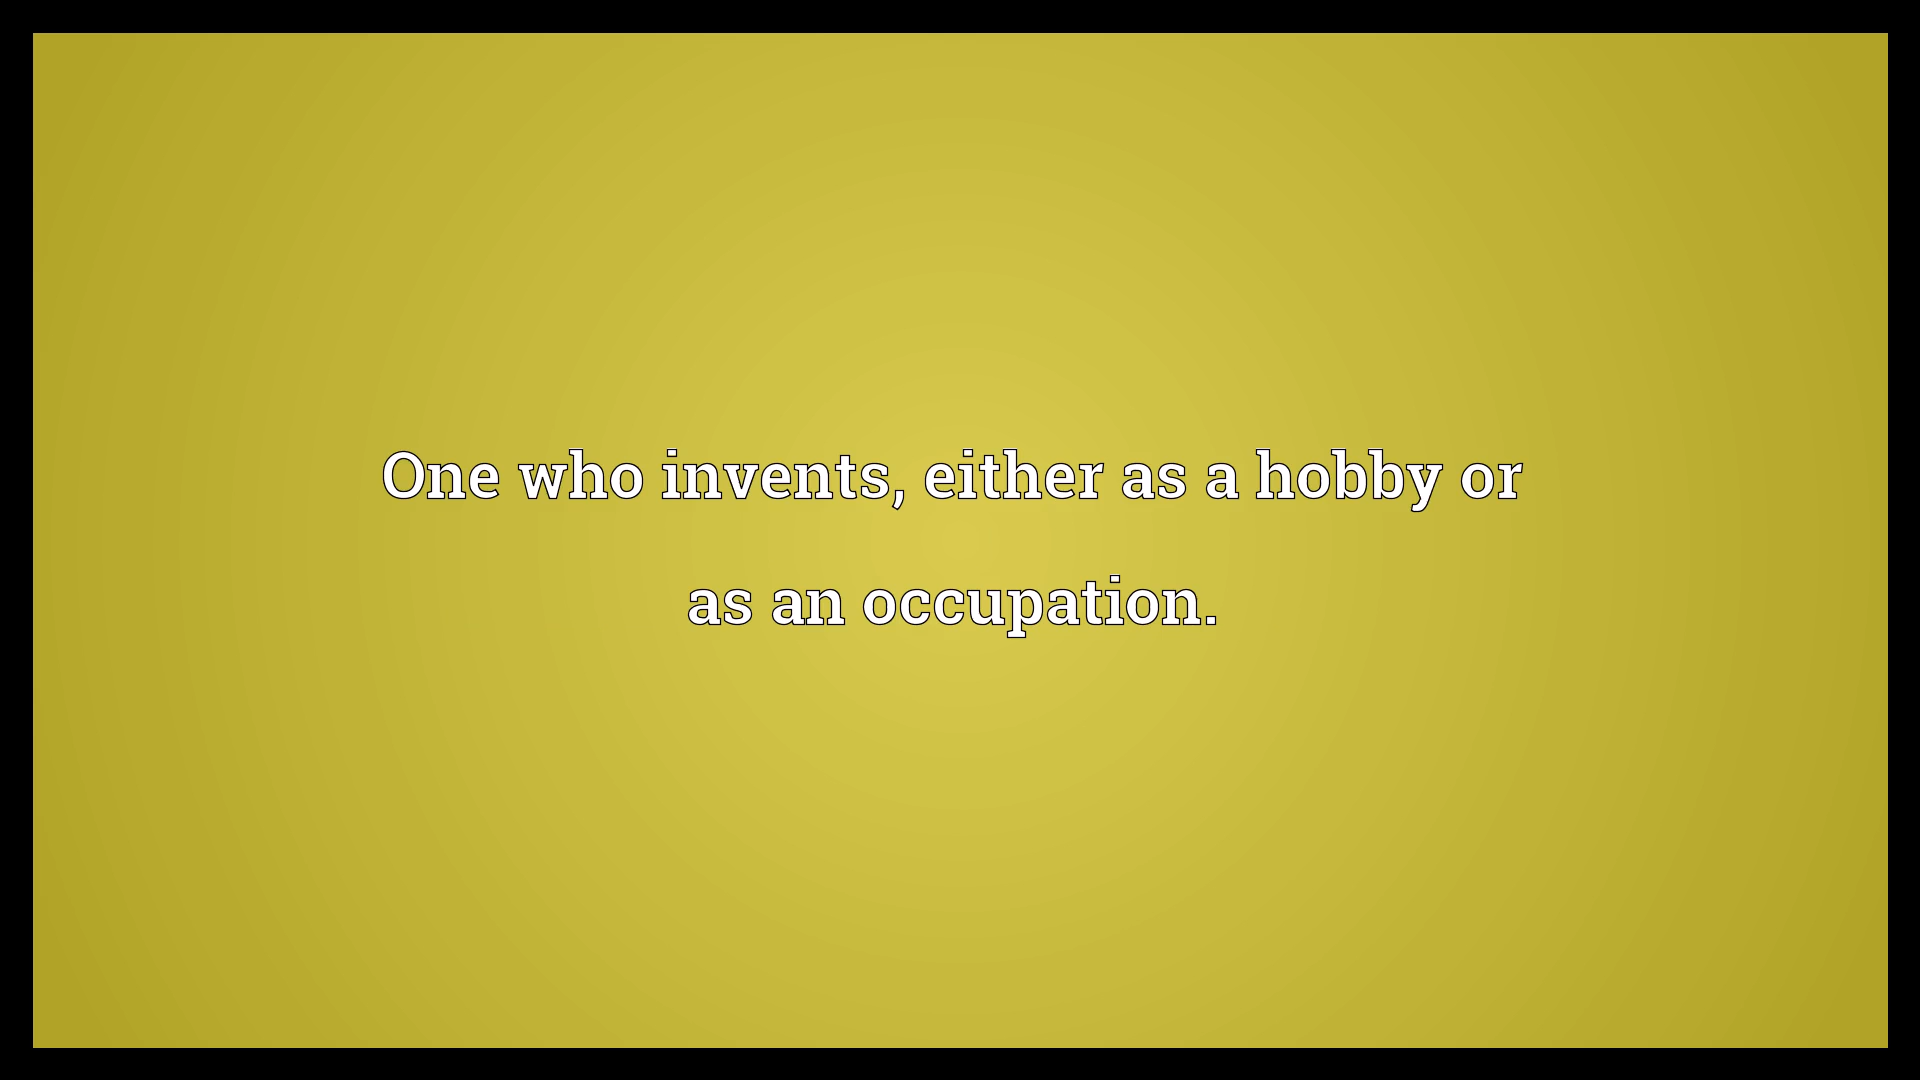 One who invents, either as a hobby or
as an occupation.